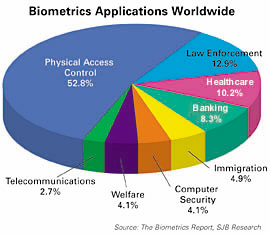 Biometrics Applications Worldwide
Physical Access
Control
52.8%
Law Enforcement
12.9%
Healthcare
10.2%
Banking
8.3%
Immigration
4.9%
Computer
Security
4.1%
Welfare
4.1%
Telecommunications
2.7%
Source: The Biometrics Report, SJB Research